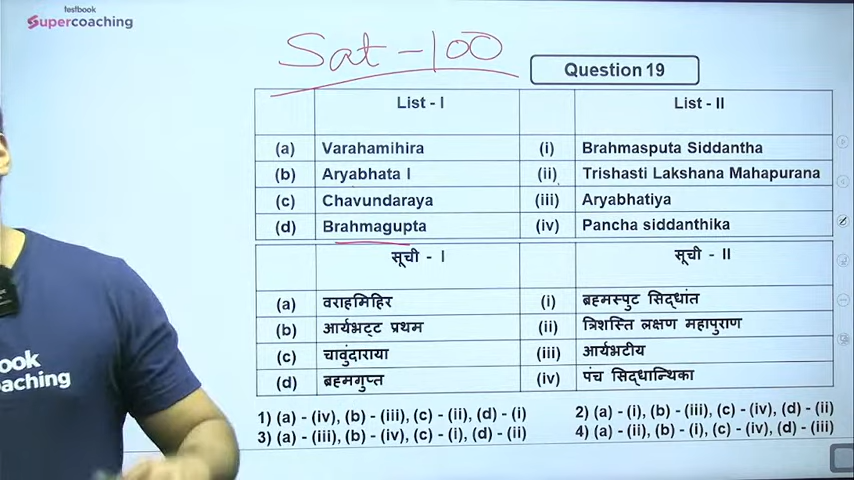 testbook
Supercoaching
Sat - 100
Question 19
List - I List - II
(a) Varahamihira (i) Brahmasputa Siddantha
(b) Aryabhata I (ii) Trishasti Lakshana Mahapurana
(c) Chavundaraya (iii) Aryabhatiya
(d) Brahmagupta (iv) Pancha siddanthika
सूची - I सूची - II
(a) वराहमिहिर (i) ब्रह्मस्पुट सिद्धांत
(b) आर्यभट्ट प्रथम (ii) त्रिशस्ति लक्षण महापुराण
(c) चावुंदाराया (iii) आर्यभटीय
(d) ब्रह्मगुप्त (iv) पंच सिद्धान्थिका
1) (a) - (iv), (b) - (iii), (c) - (ii), (d) - (i) 2) (a) - (i), (b) - (iii), (c) - (iv), (d) - (ii)
3) (a) - (iii), (b) - (iv), (c) - (i), (d) - (ii) 4) (a) - (ii), (b) - (i), (c) - (iv), (d) - (iii)
ook
oaching